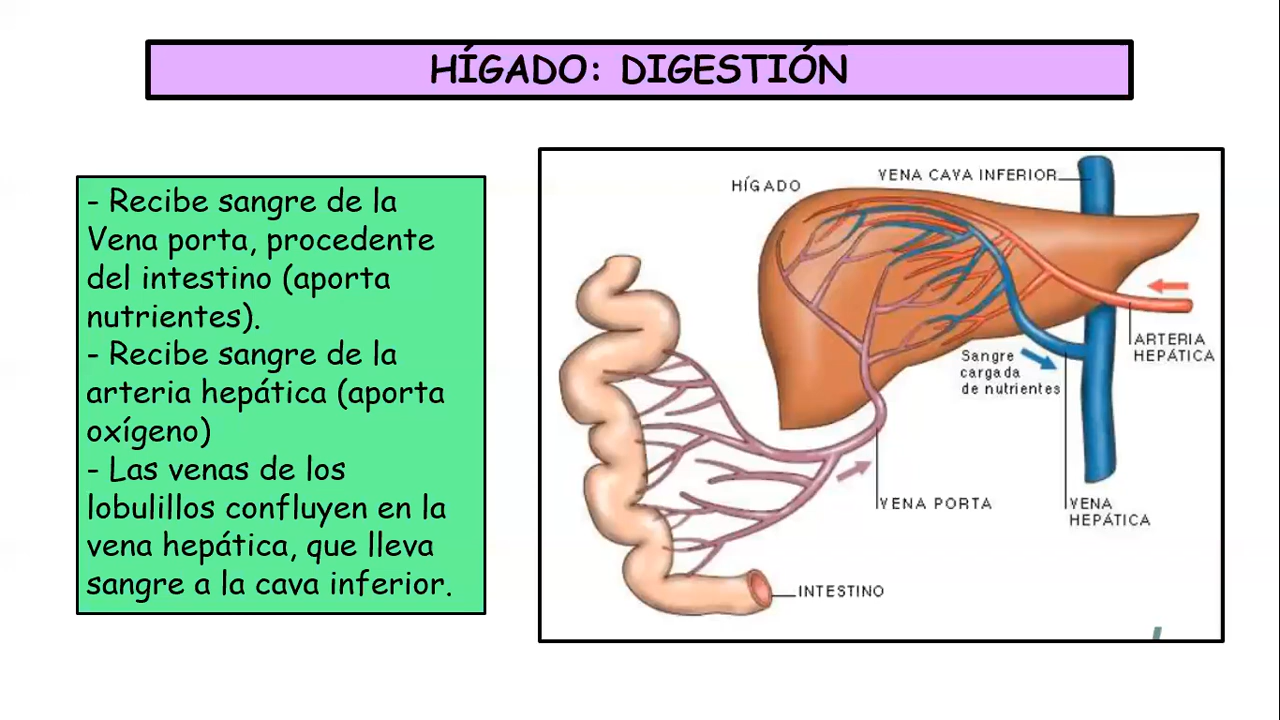 HÍGADO: DIGESTIÓN
- Recibe sangre de la
Vena porta, procedente
del intestino (aporta
nutrientes).
- Recibe sangre de la
arteria hepática (aporta
oxígeno)
- Las venas de los
lobulillos confluyen en la
vena hepática, que lleva
sangre a la cava inferior.
HÍGADO
VENA CAVA INFERIOR
ARTERIA
HEPÁTICA
Sangre
cargada
de nutrientes
VENA PORTA
VENA
HEPÁTICA
INTESTINO